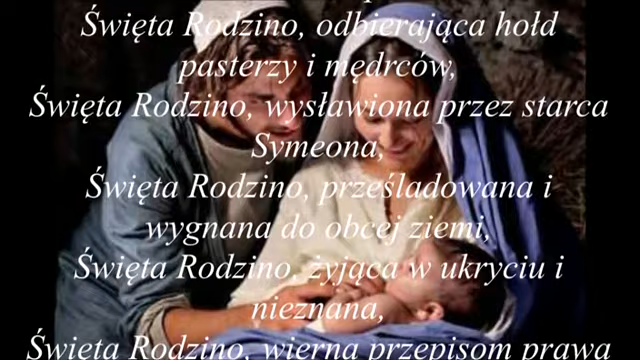 Święta Rodzino, odbierająca hołd
pasterzy i mędrców,
Święta Rodzino, wysławiona przez starca
Symeona,
Święta Rodzino, prześladowana i
wygnana do obcej ziemi,
Święta Rodzino, żyjąca w ukryciu i
nieznana,
Święta Rodzino, wierna przepisom prawa